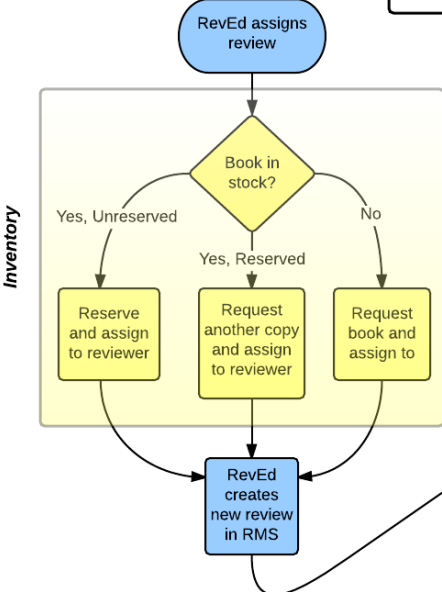 RevEd assigns
review
Book in
stock?
Inventory
Yes, Unreserved
No
Yes, Reserved
Reserve
and assign
to reviewer
Request
another copy
and assign
to reviewer
Request
book and
assign to
RevEd
creates
new review
in RMS